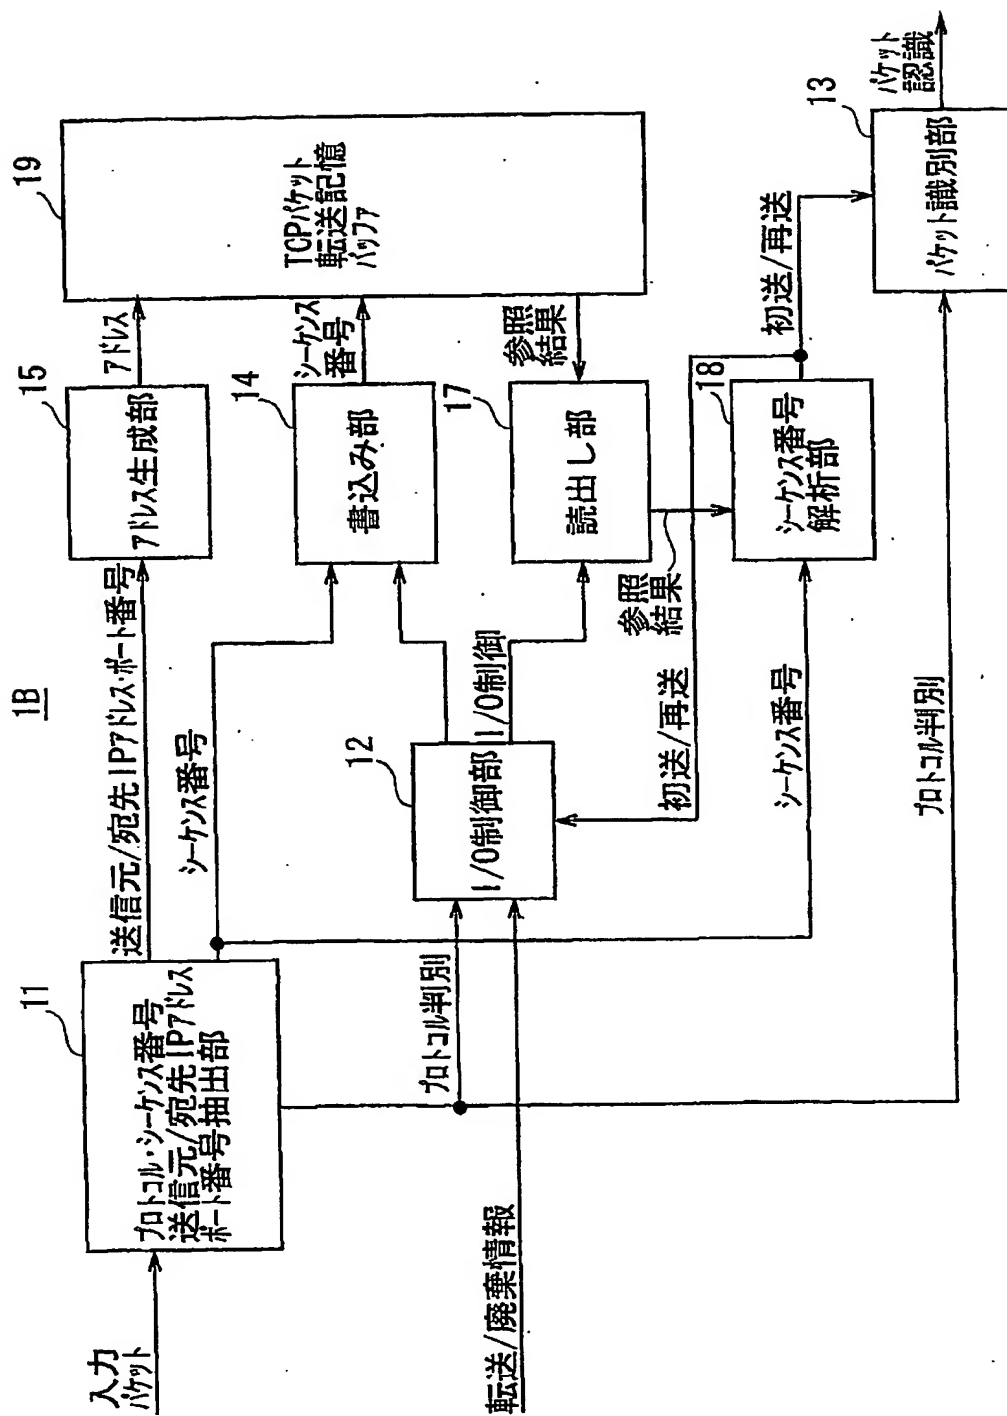 1B
入力
パケット
11
プロトコル・シーケンス番号
送信元/宛先IPアドレス
ポート番号抽出部
送信元/宛先IPアドレス・ポート番号
15
アドレス生成部
アドレス
19
TCPパケット
転送記憶
バッファ
シーケンス番号
14
書込み部
シーケンス
番号
転送/廃棄情報
プロトコル判別
12
I/O制御部
I/O制御
17
読出し部
参照
結果
参照
結果
初送/再送
シーケンス番号
18
シーケンス番号
解析部
初送/再送
プロトコル判別
13
パケット識別部
パケット
認識